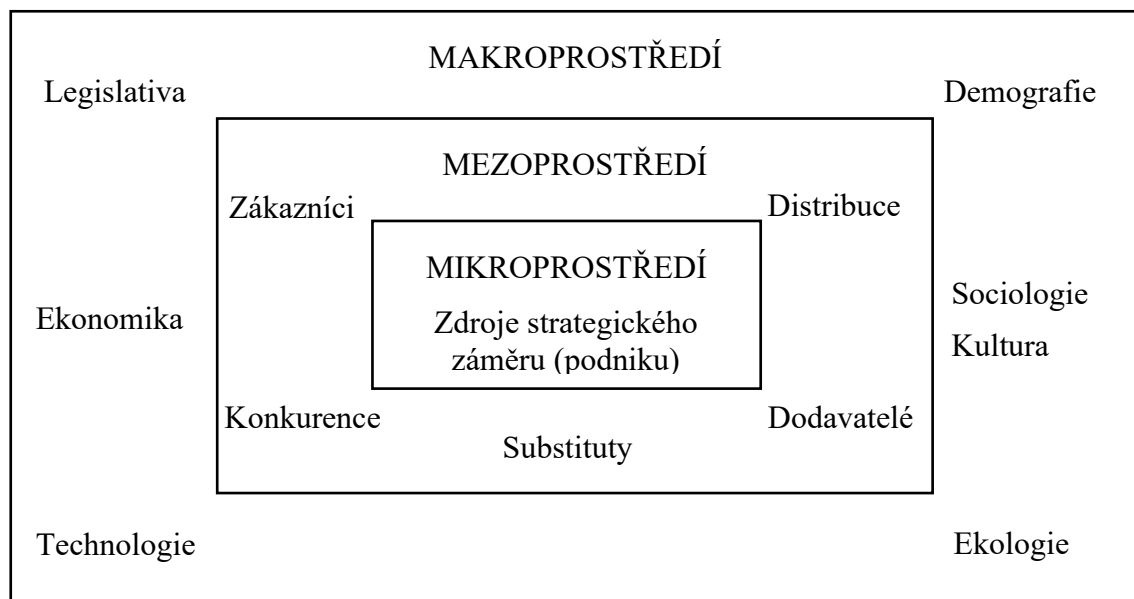 MAKROPROSTŘEDÍ
Legislativa
Demografie
MEZOPROSTŘEDÍ
Zákazníci
Distribuce
MIKROPROSTŘEDÍ
Zdroje strategického
záměru (podniku)
Ekonomika
Sociologie
Kultura
Konkurence
Dodavatelé
Substituty
Technologie
Ekologie